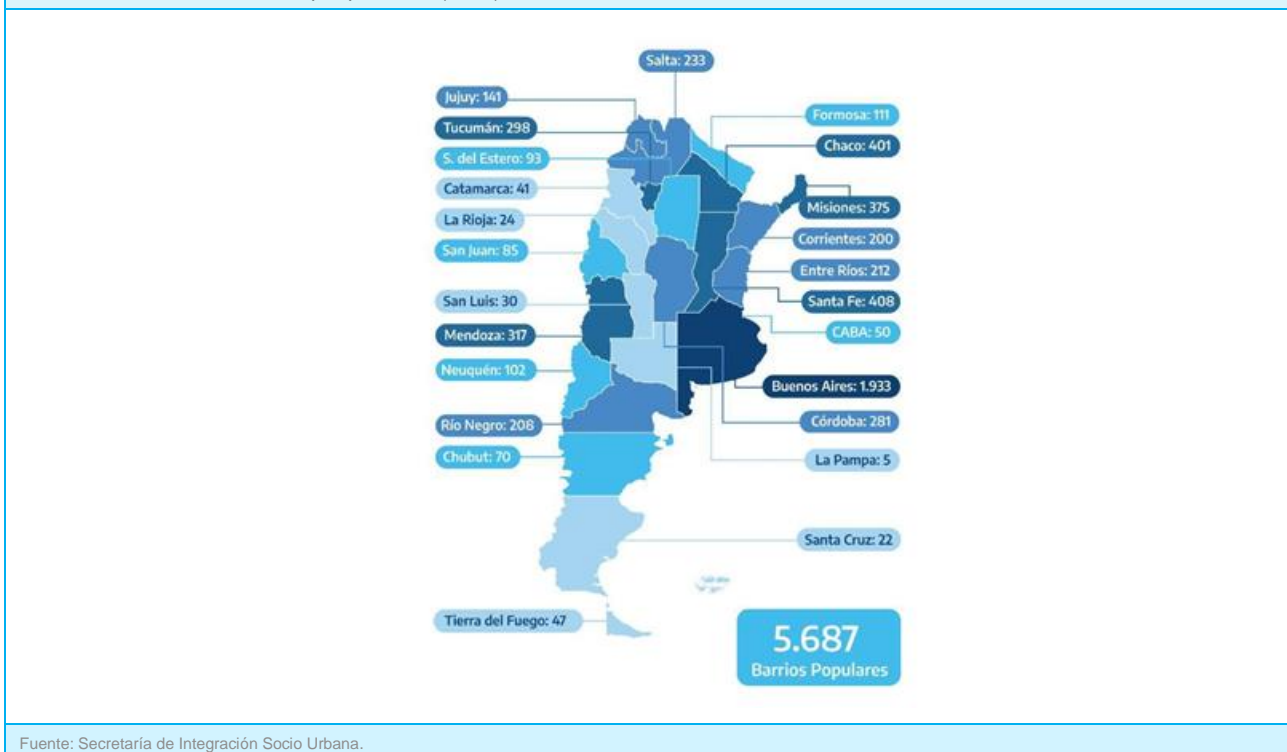 Salta: 233
Jujuy: 141
Formosa: 111
Tucumán: 298
Chaco: 401
S. del Estero: 93
Catamarca: 41
Misiones: 375
La Rioja: 24
Corrientes: 200
San Juan: 85
Entre Ríos: 212
San Luis: 30
Santa Fe: 408
Mendoza: 317
CABA: 50
Neuquén: 102
Buenos Aires: 1.933
Río Negro: 208
Córdoba: 281
Chubut: 70
La Pampa: 5
Santa Cruz: 22
Tierra del Fuego: 47
5.687
Barrios Populares
Fuente: Secretaría de Integración Socio Urbana.